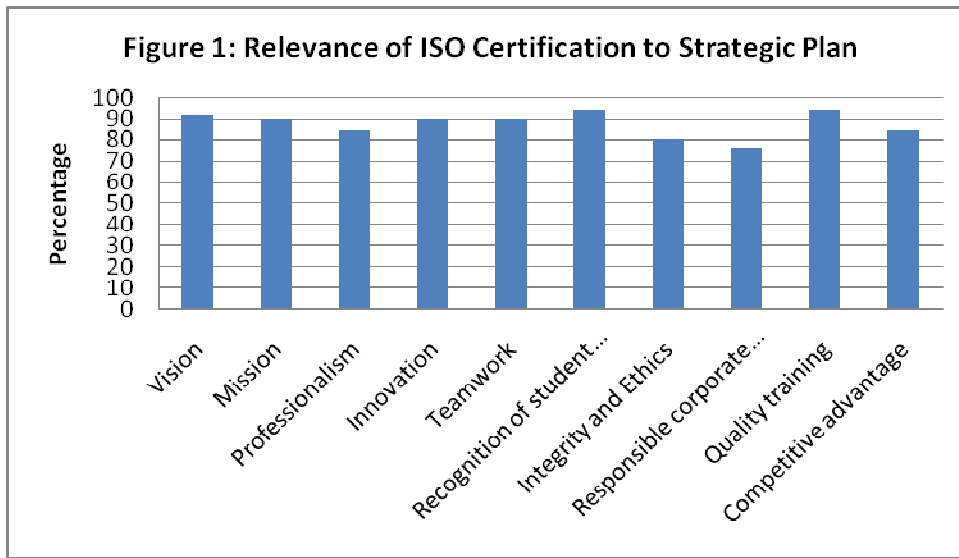 Figure 1: Relevance of ISO Certification to Strategic Plan
Percentage
100
90
80
70
60
50
40
30
20
10
0
Vision
Mission
Professionalism
Innovation
Teamwork
Recognition of student...
Integrity and Ethics
Responsible corporate...
Quality training
Competitive advantage